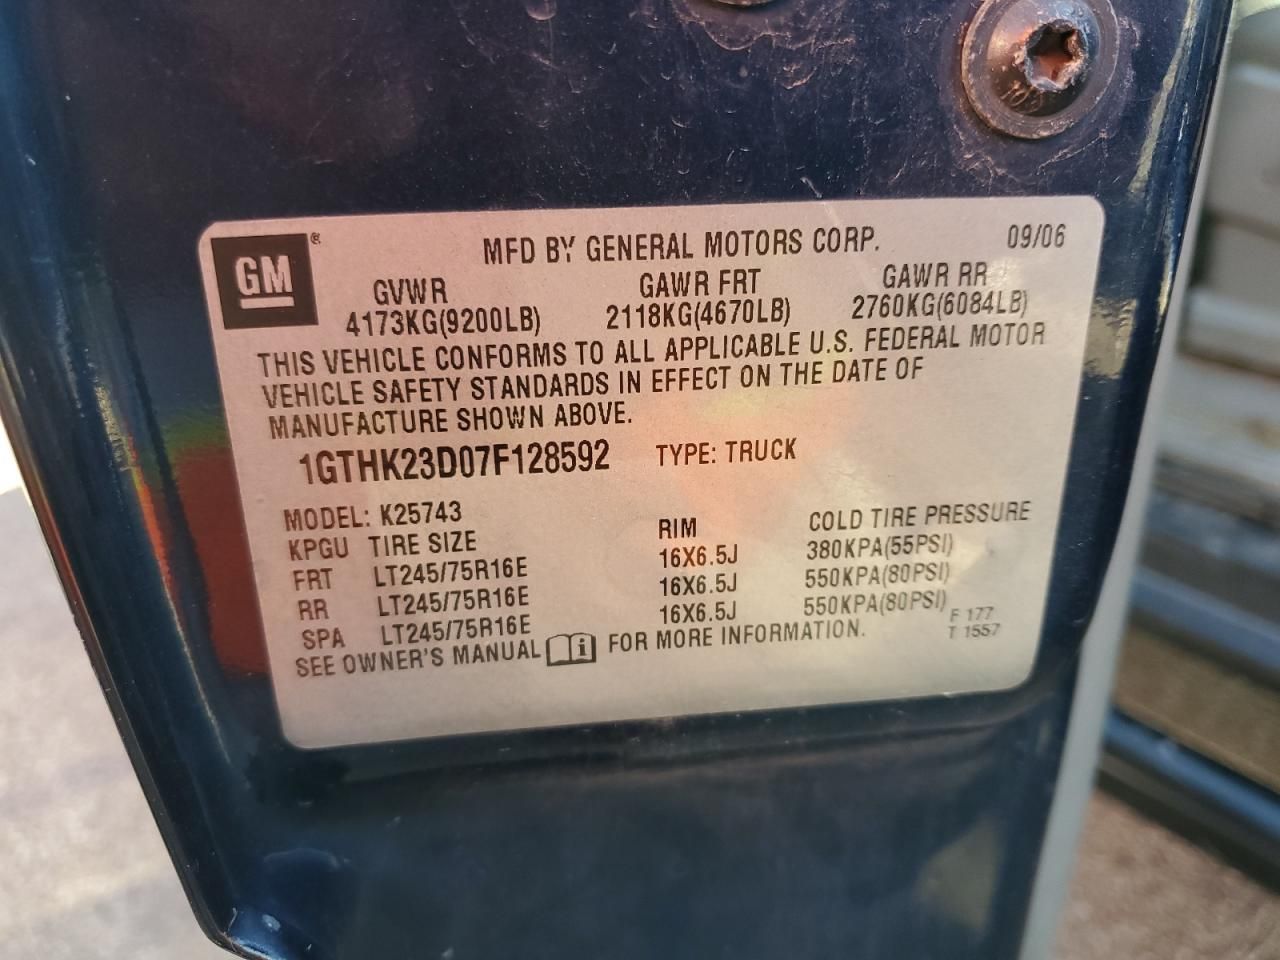 GM®
MFD BY GENERAL MOTORS CORP. 09/06
GVWR GAWR FRT GAWR RR
4173KG(9200LB) 2118KG(4670LB) 2760KG(6084LB)
THIS VEHICLE CONFORMS TO ALL APPLICABLE U.S. FEDERAL MOTOR
VEHICLE SAFETY STANDARDS IN EFFECT ON THE DATE OF
MANUFACTURE SHOWN ABOVE.
1GTHK23D07F128592 TYPE: TRUCK
MODEL: K25743
KPGU TIRE SIZE RIM COLD TIRE PRESSURE
FRT LT245/75R16E 16X6.5J 380KPA(55PSI)
RR LT245/75R16E 16X6.5J 550KPA(80PSI)
SPA LT245/75R16E 16X6.5J 550KPA(80PSI)
SEE OWNER'S MANUAL i FOR MORE INFORMATION.
F 177
T 1557